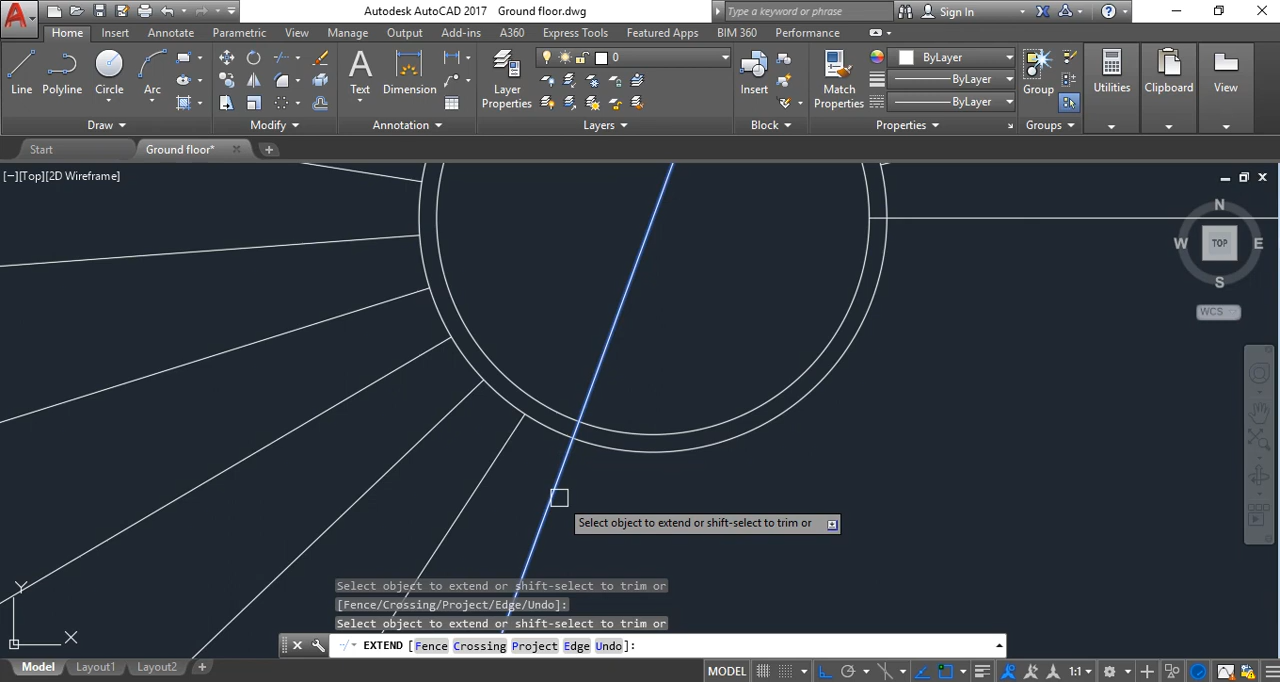 Autodesk AutoCAD 2017 Ground floor.dwg
Type a keyword or phrase
Sign In
Home Insert Annotate Parametric View Manage Output Add-ins A360 Express Tools Featured Apps BIM 360 Performance
0
ByLayer
ByLayer
ByLayer
Line Polyline Circle Arc
Text Dimension
Layer
Properties
Insert
Match
Properties
Group
Utilities
Clipboard
View
Draw
Modify
Annotation
Layers
Block
Properties
Groups
Start
Ground floor*
[−][Top][2D Wireframe]
N
W TOP E
S
WCS
Select object to extend or shift-select to trim or
Select object to extend or shift-select to trim or
[Fence/Crossing/Project/Edge/Undo]:
Select object to extend or shift-select to trim or
EXTEND [Fence Crossing Project Edge Undo]:
Y
X
Model Layout1 Layout2 +
MODEL
1:1